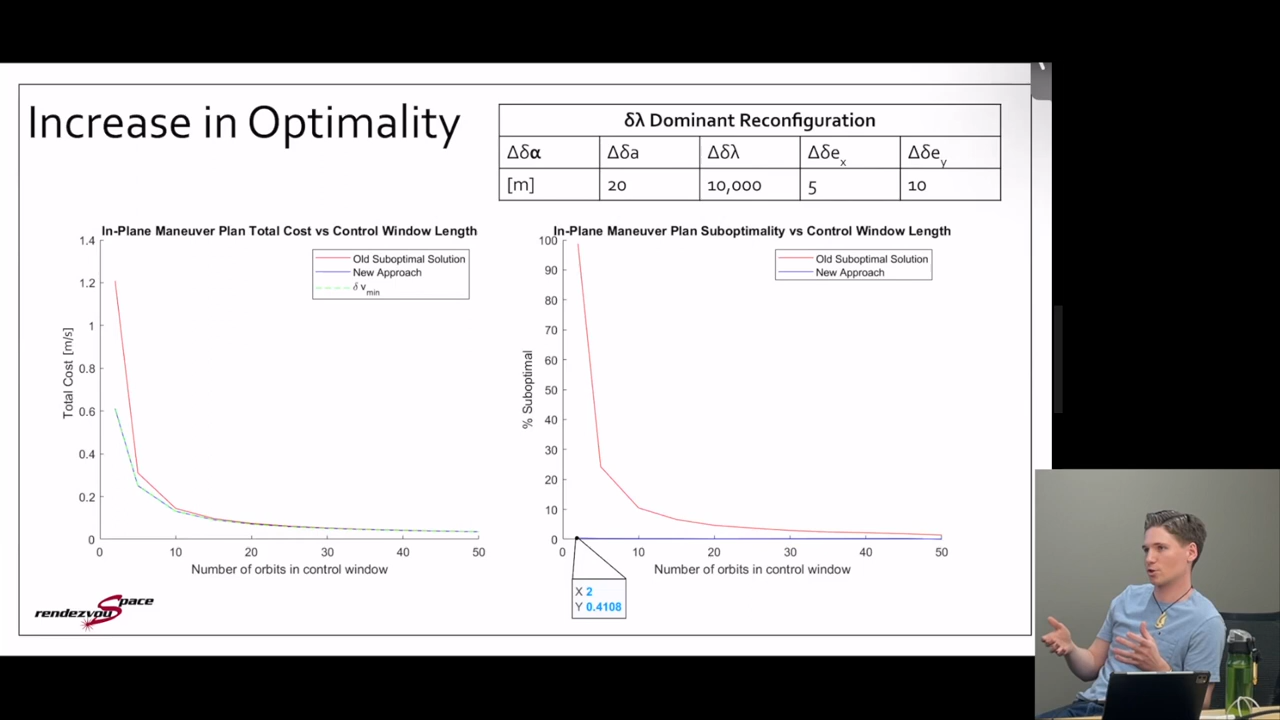 Increase in Optimality
δλ Dominant Reconfiguration
Δδα Δδa Δδλ Δδex Δδey
[m] 20 10,000 5 10
In-Plane Maneuver Plan Total Cost vs Control Window Length
Old Suboptimal Solution
New Approach
δ vmin
Total Cost [m/s]
1.4
1.2
1
0.8
0.6
0.4
0.2
0
0 10 20 30 40 50
Number of orbits in control window
In-Plane Maneuver Plan Suboptimality vs Control Window Length
Old Suboptimal Solution
New Approach
% Suboptimal
100
90
80
70
60
50
40
30
20
10
0
0 10 20 30 40 50
Number of orbits in control window
X 2
Y 0.4108
rendezvouSpace